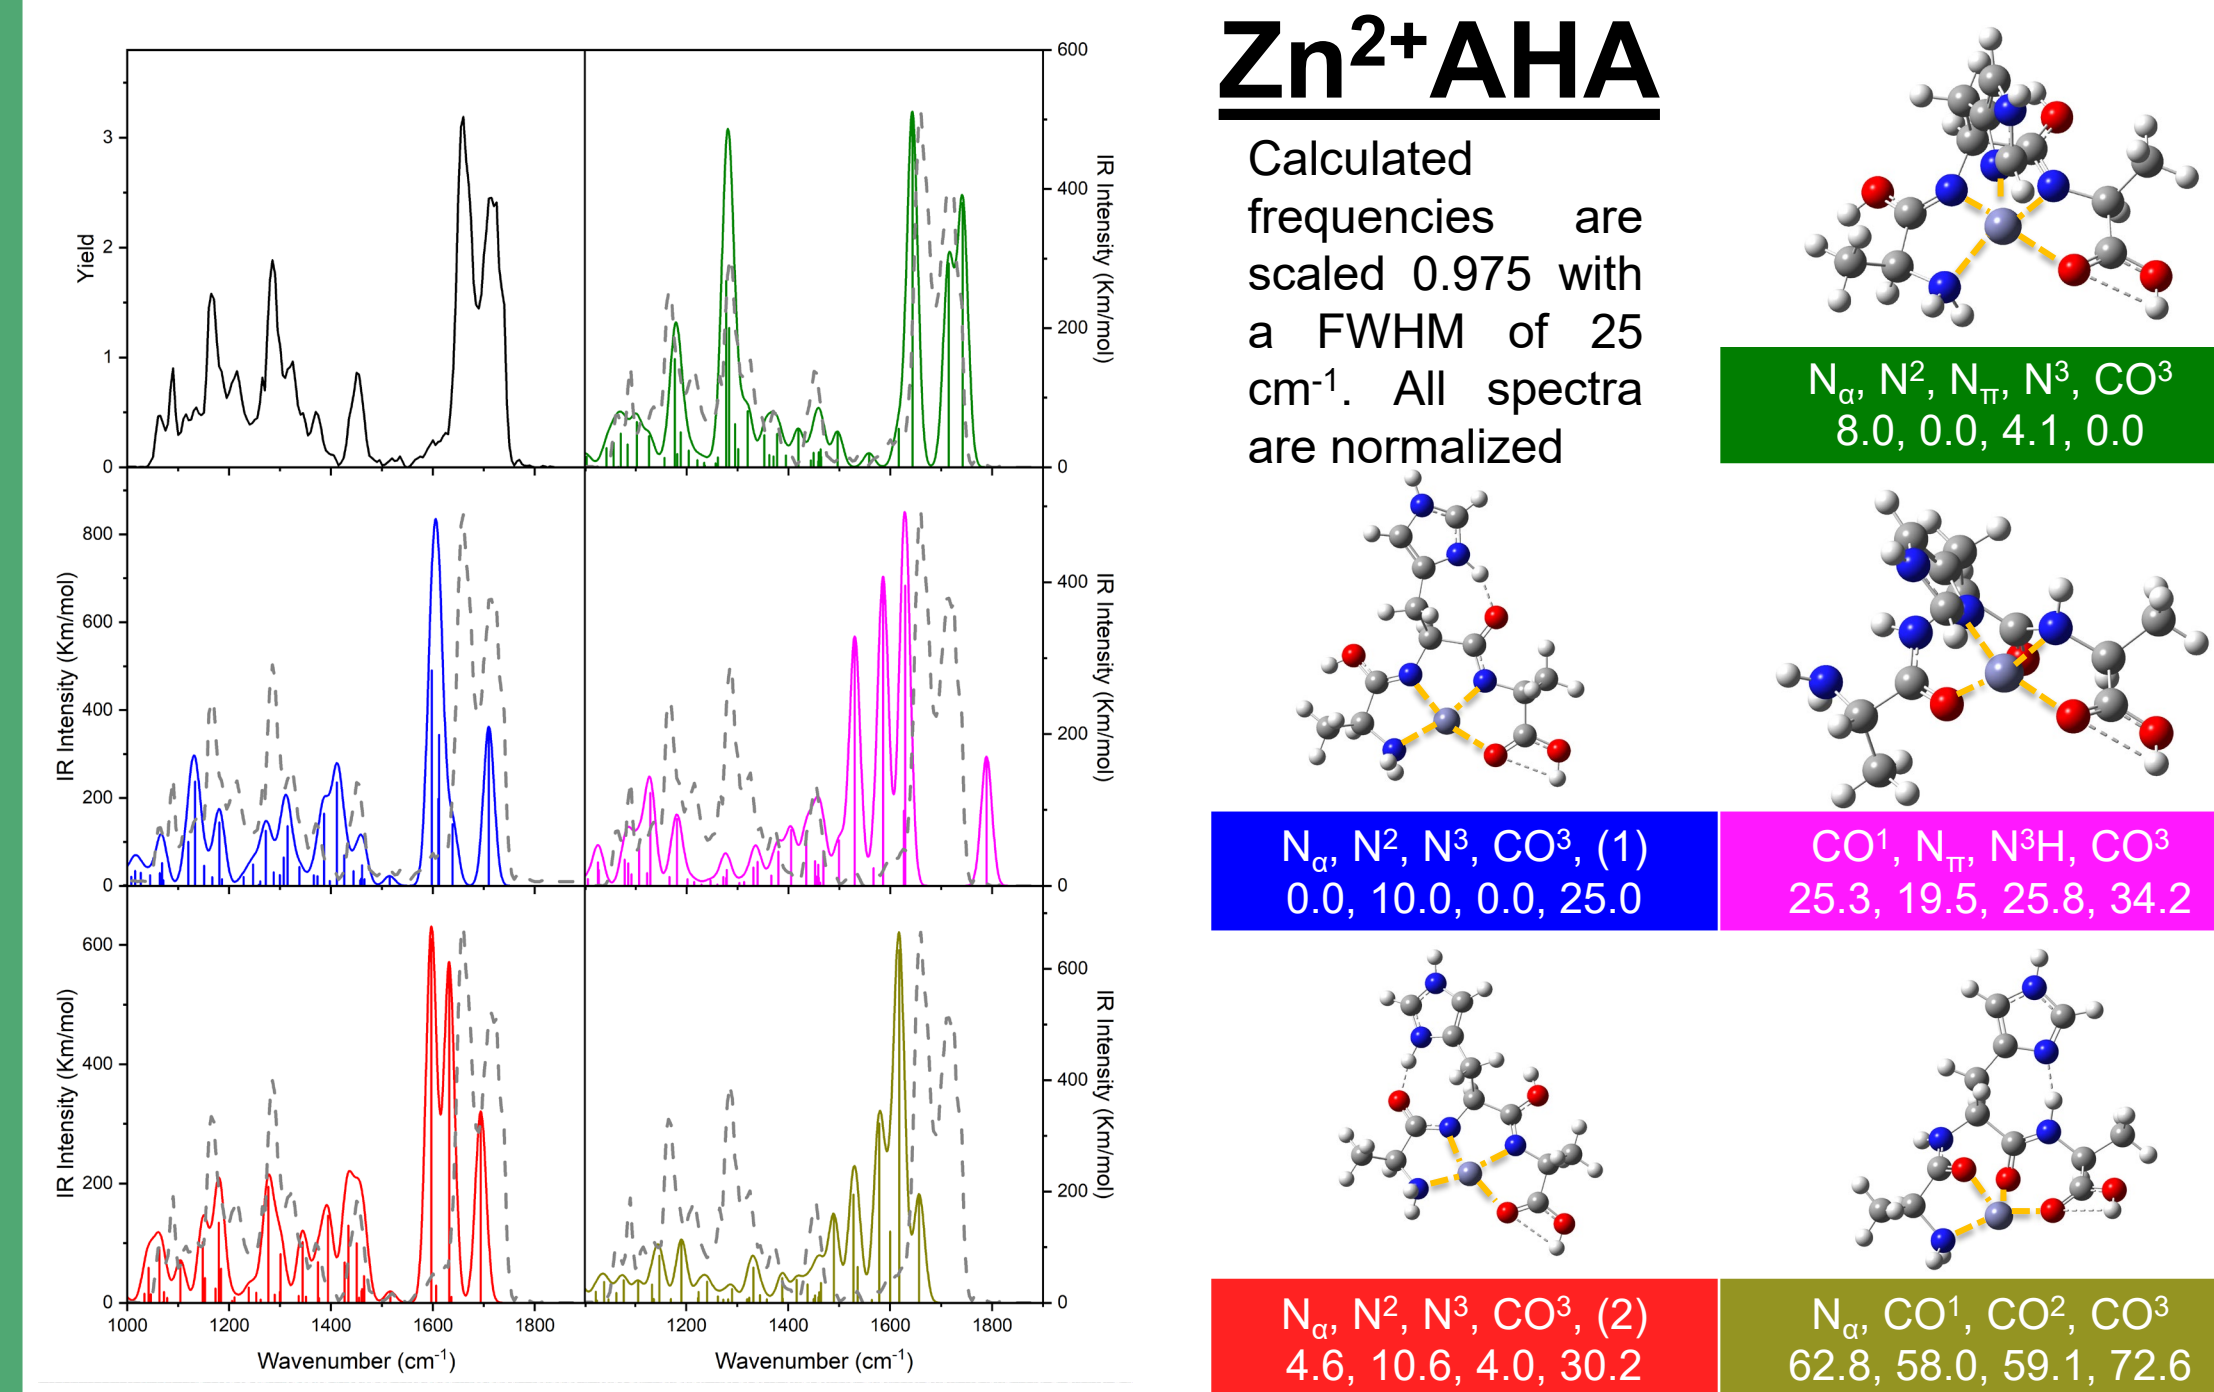 Zn²⁺AHA
Calculated
frequencies are
scaled 0.975 with
a FWHM of 25
cm⁻¹. All spectra
are normalized
Yield
3
2
1
0
600
400
200
0
IR Intensity (Km/mol)
800
600
400
200
0
IR Intensity (Km/mol)
400
200
0
IR Intensity (Km/mol)
600
400
200
0
IR Intensity (Km/mol)
600
400
200
0
IR Intensity (Km/mol)
1000 1200 1400 1600 1800
1200 1400 1600 1800
Wavenumber (cm⁻¹)
Wavenumber (cm⁻¹)
Nα, N², Nπ, N³, CO³
8.0, 0.0, 4.1, 0.0
Nα, N², N³, CO³, (1)
0.0, 10.0, 0.0, 25.0
CO¹, Nπ, N³H, CO³
25.3, 19.5, 25.8, 34.2
Nα, N², N³, CO³, (2)
4.6, 10.6, 4.0, 30.2
Nα, CO¹, CO², CO³
62.8, 58.0, 59.1, 72.6